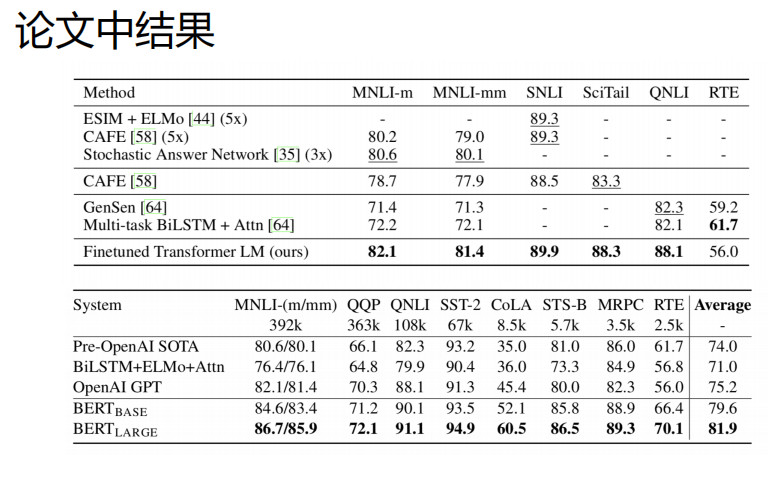 论文中结果
Method MNLI-m MNLI-mm SNLI SciTail QNLI RTE
ESIM + ELMo [44] (5x) - - 89.3 - - -
CAFE [58] (5x) 80.2 79.0 89.3 - - -
Stochastic Answer Network [35] (3x) 80.6 80.1 - - - -
CAFE [58] 78.7 77.9 88.5 83.3
GenSen [64] 71.4 71.3 - - 82.3 59.2
Multi-task BiLSTM + Attn [64] 72.2 72.1 - - 82.1 61.7
Finetuned Transformer LM (ours) 82.1 81.4 89.9 88.3 88.1 56.0
System MNLI-(m/mm) QQP QNLI SST-2 CoLA STS-B MRPC RTE Average
392k 363k 108k 67k 8.5k 5.7k 3.5k 2.5k -
Pre-OpenAI SOTA 80.6/80.1 66.1 82.3 93.2 35.0 81.0 86.0 61.7 74.0
BiLSTM+ELMo+Attn 76.4/76.1 64.8 79.9 90.4 36.0 73.3 84.9 56.8 71.0
OpenAI GPT 82.1/81.4 70.3 88.1 91.3 45.4 80.0 82.3 56.0 75.2
BERTBASE 84.6/83.4 71.2 90.1 93.5 52.1 85.8 88.9 66.4 79.6
BERTLARGE 86.7/85.9 72.1 91.1 94.9 60.5 86.5 89.3 70.1 81.9